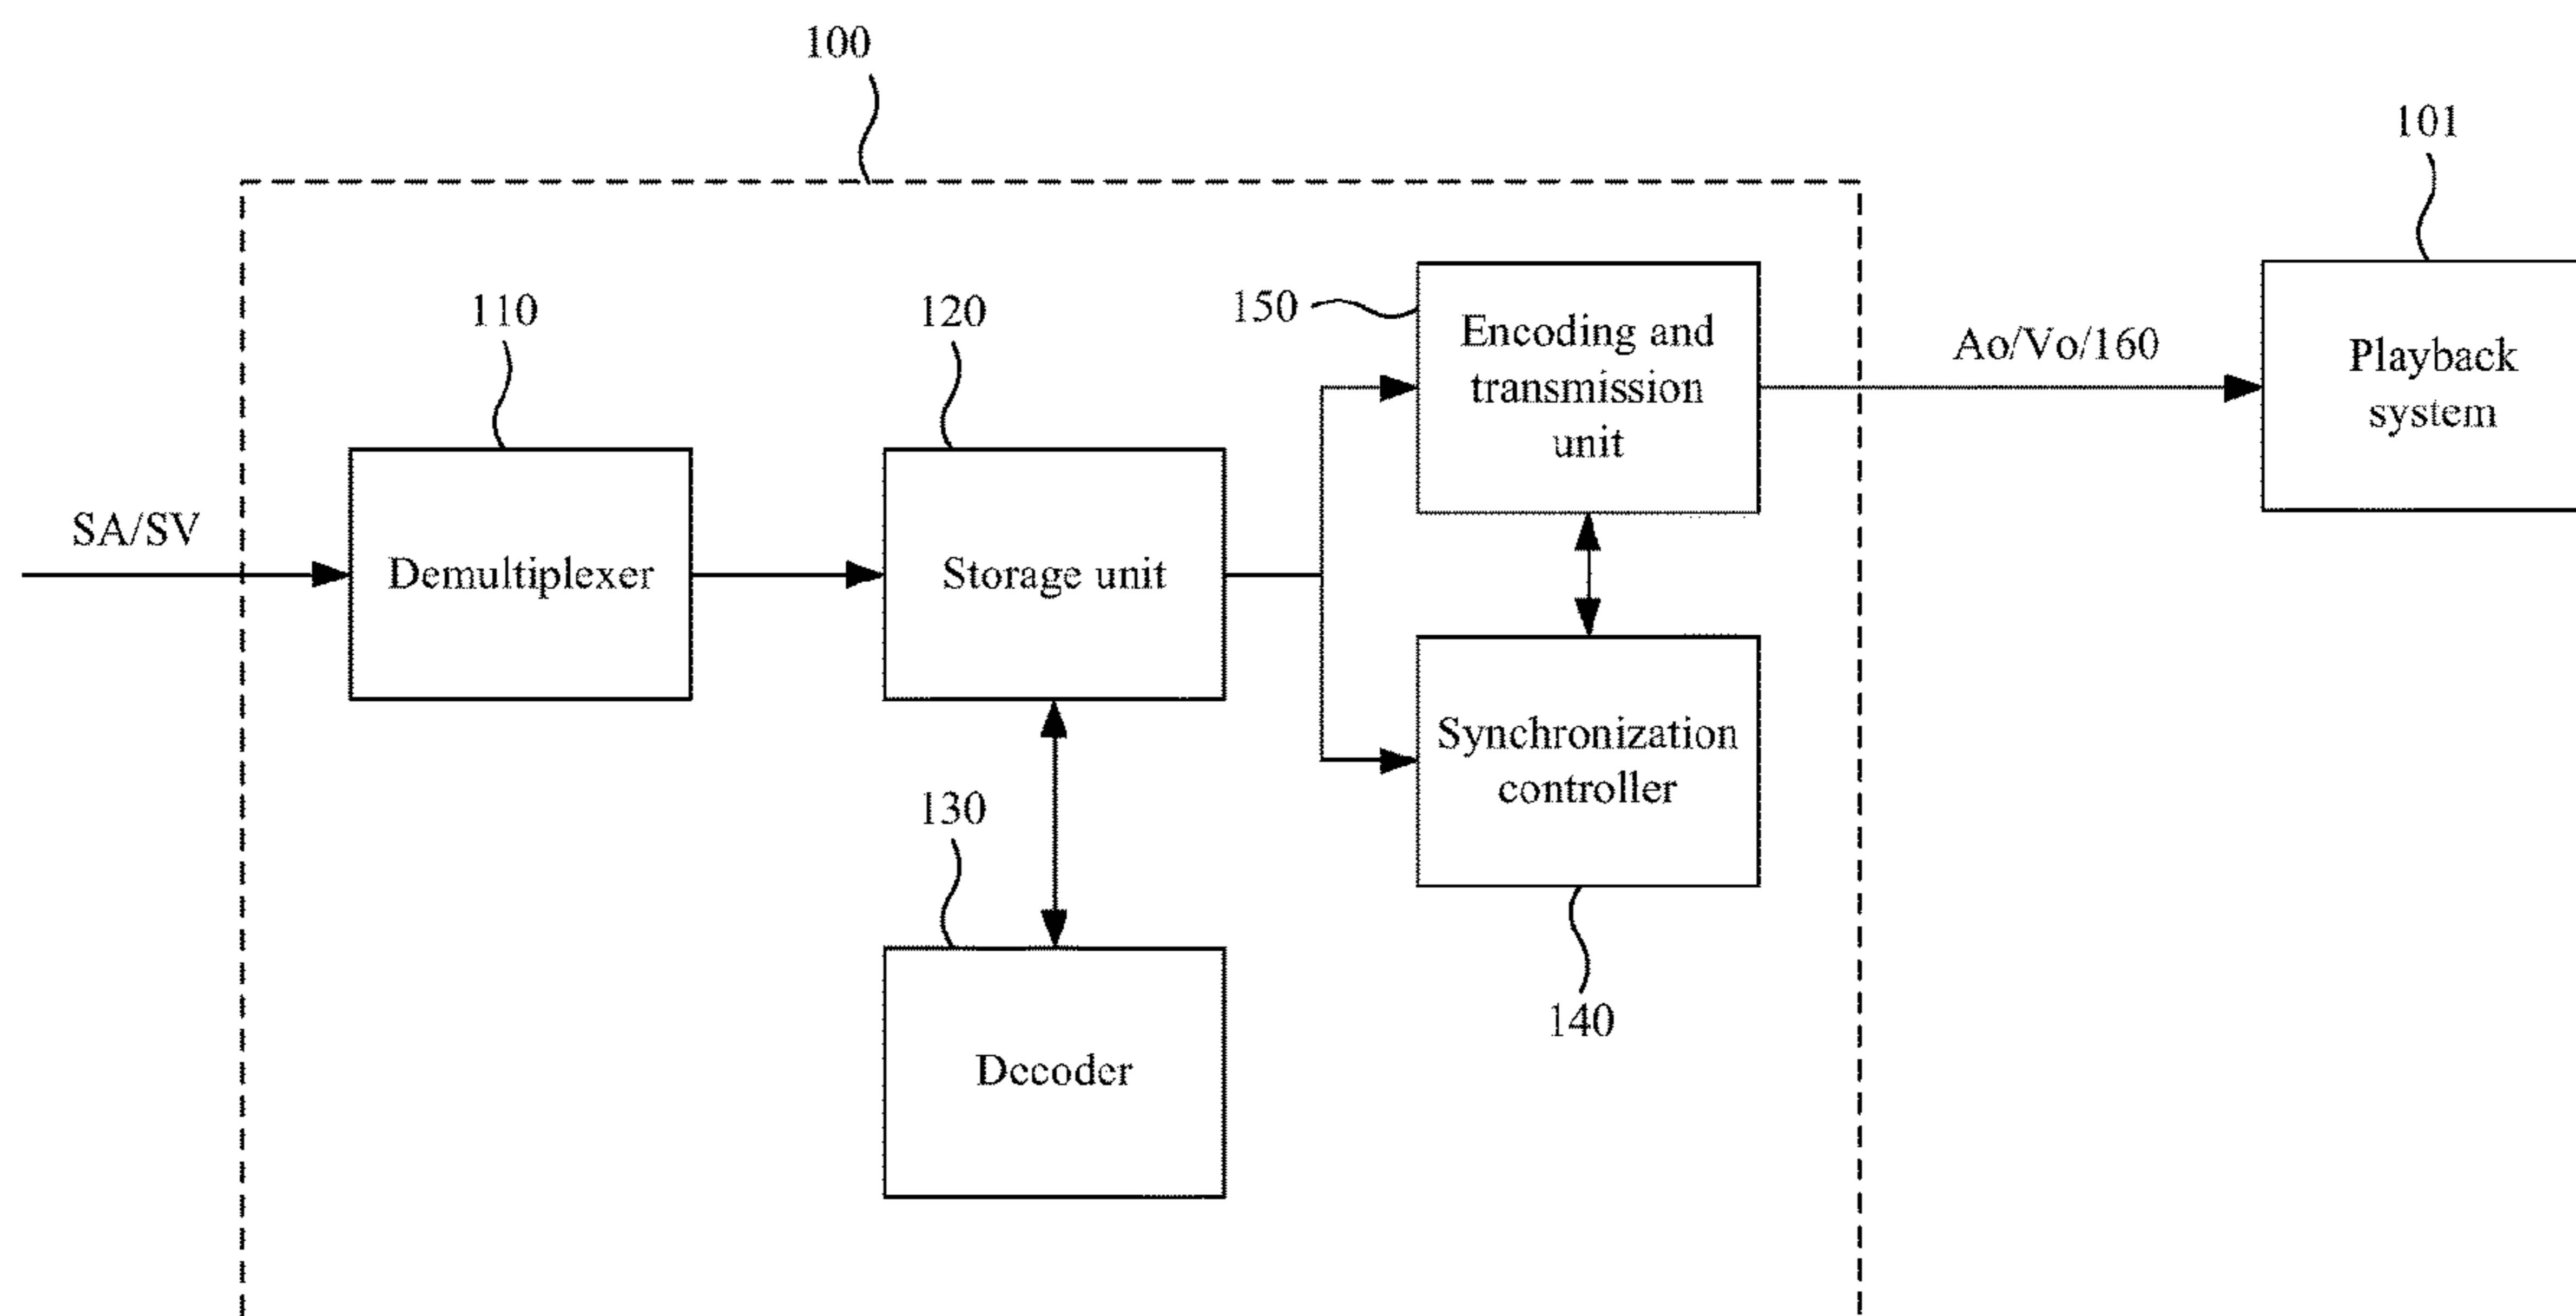 100
101
110
120
150
Encoding and
transmission
unit
Ao/Vo/160
Playback
system
SA/SV
Demultiplexer
Storage unit
Synchronization
controller
130
140
Decoder